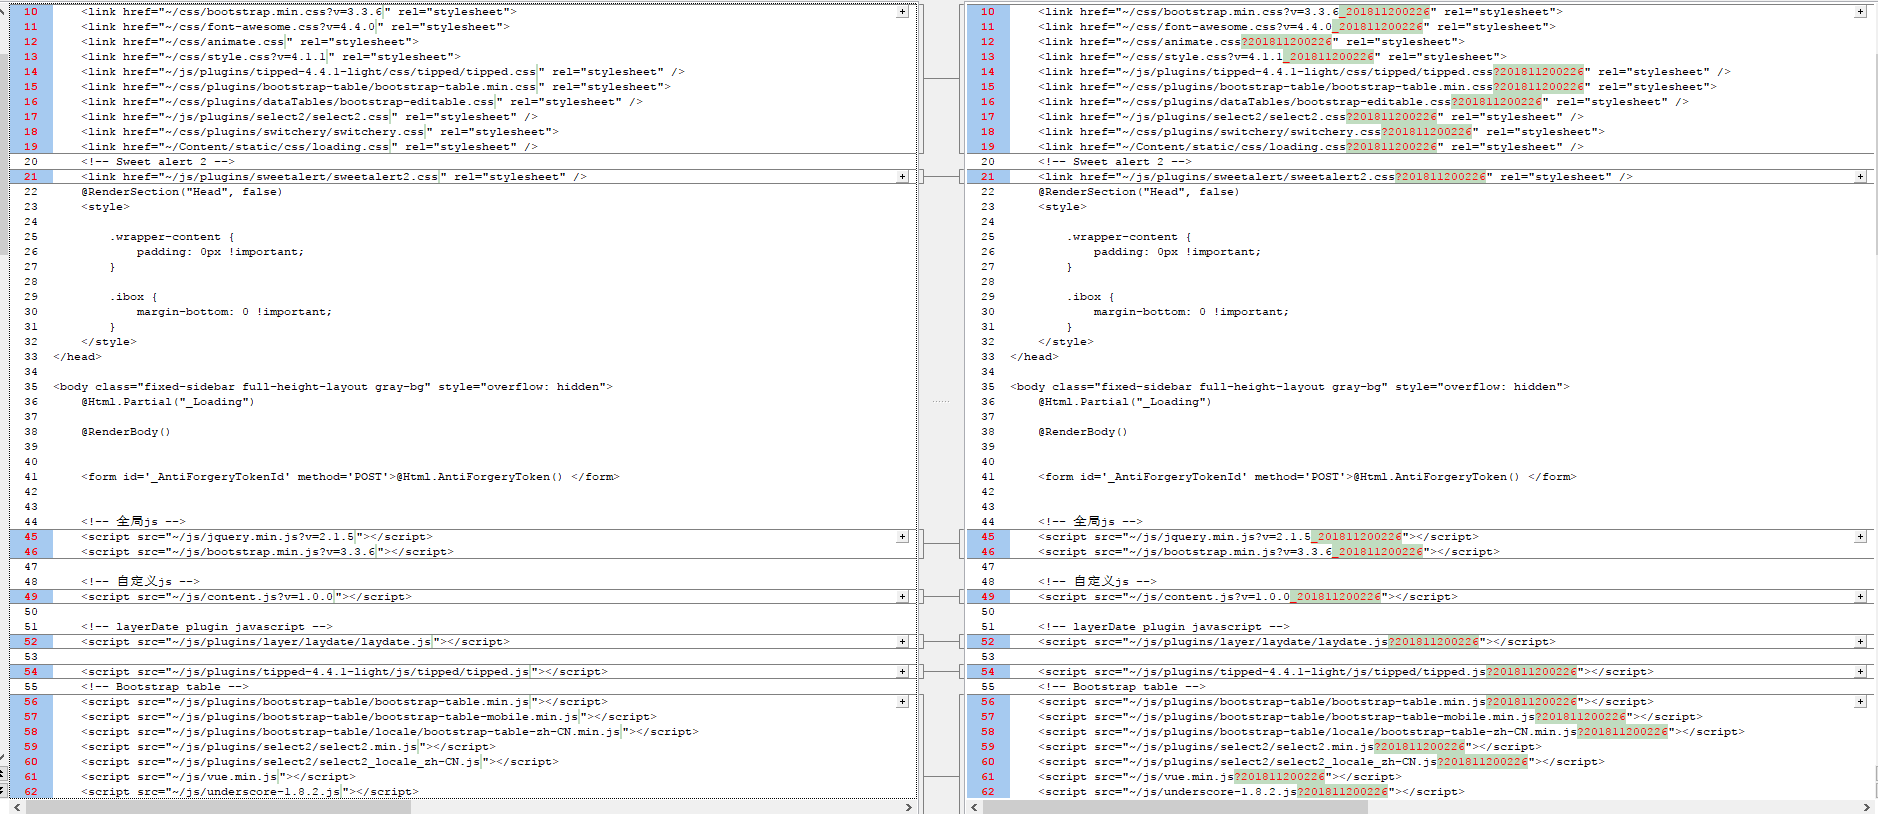 10 <link href="~/css/bootstrap.min.css?v=3.3.6" rel="stylesheet">
11 <link href="~/css/font-awesome.css?v=4.4.0" rel="stylesheet">
12 <link href="~/css/animate.css" rel="stylesheet">
13 <link href="~/css/style.css?v=4.1.1" rel="stylesheet">
14 <link href="~/js/plugins/tipped-4.4.1-light/css/tipped/tipped.css" rel="stylesheet" />
15 <link href="~/css/plugins/bootstrap-table/bootstrap-table.min.css" rel="stylesheet">
16 <link href="~/css/plugins/dataTables/bootstrap-editable.css" rel="stylesheet" />
17 <link href="~/js/plugins/select2/select2.css" rel="stylesheet" />
18 <link href="~/css/plugins/switchery/switchery.css" rel="stylesheet">
19 <link href="~/Content/static/css/loading.css" rel="stylesheet" />
20 <!-- Sweet alert 2 -->
21 <link href="~/js/plugins/sweetalert/sweetalert2.css" rel="stylesheet" />
22 @RenderSection("Head", false)
23 <style>
24
25 .wrapper-content {
26 padding: 0px !important;
27 }
28
29 .ibox {
30 margin-bottom: 0 !important;
31 }
32 </style>
33 </head>
34
35 <body class="fixed-sidebar full-height-layout gray-bg" style="overflow: hidden">
36 @Html.Partial("_Loading")
37
38 @RenderBody()
39
40
41 <form id='_AntiForgeryTokenId' method='POST'>@Html.AntiForgeryToken() </form>
42
43
44 <!-- 全局js -->
45 <script src="~/js/jquery.min.js?v=2.1.5"></script>
46 <script src="~/js/bootstrap.min.js?v=3.3.6"></script>
47
48 <!-- 自定义js -->
49 <script src="~/js/content.js?v=1.0.0"></script>
50
51 <!-- layerDate plugin javascript -->
52 <script src="~/js/plugins/layer/laydate/laydate.js"></script>
53
54 <script src="~/js/plugins/tipped-4.4.1-light/js/tipped/tipped.js"></script>
55 <!-- Bootstrap table -->
56 <script src="~/js/plugins/bootstrap-table/bootstrap-table.min.js"></script>
57 <script src="~/js/plugins/bootstrap-table/bootstrap-table-mobile.min.js"></script>
58 <script src="~/js/plugins/bootstrap-table/locale/bootstrap-table-zh-CN.min.js"></script>
59 <script src="~/js/plugins/select2/select2.min.js"></script>
60 <script src="~/js/plugins/select2/select2_locale_zh-CN.js"></script>
61 <script src="~/js/vue.min.js"></script>
62 <script src="~/js/underscore-1.8.2.js"></script>
10 <link href="~/css/bootstrap.min.css?v=3.3.6_201811200226" rel="stylesheet">
11 <link href="~/css/font-awesome.css?v=4.4.0_201811200226" rel="stylesheet">
12 <link href="~/css/animate.css?201811200226" rel="stylesheet">
13 <link href="~/css/style.css?v=4.1.1_201811200226" rel="stylesheet">
14 <link href="~/js/plugins/tipped-4.4.1-light/css/tipped/tipped.css?201811200226" rel="stylesheet" />
15 <link href="~/css/plugins/bootstrap-table/bootstrap-table.min.css?201811200226" rel="stylesheet">
16 <link href="~/css/plugins/dataTables/bootstrap-editable.css?201811200226" rel="stylesheet" />
17 <link href="~/js/plugins/select2/select2.css?201811200226" rel="stylesheet" />
18 <link href="~/css/plugins/switchery/switchery.css?201811200226" rel="stylesheet">
19 <link href="~/Content/static/css/loading.css?201811200226" rel="stylesheet" />
20 <!-- Sweet alert 2 -->
21 <link href="~/js/plugins/sweetalert/sweetalert2.css?201811200226" rel="stylesheet" />
22 @RenderSection("Head", false)
23 <style>
24
25 .wrapper-content {
26 padding: 0px !important;
27 }
28
29 .ibox {
30 margin-bottom: 0 !important;
31 }
32 </style>
33 </head>
34
35 <body class="fixed-sidebar full-height-layout gray-bg" style="overflow: hidden">
36 @Html.Partial("_Loading")
37
38 @RenderBody()
39
40
41 <form id='_AntiForgeryTokenId' method='POST'>@Html.AntiForgeryToken() </form>
42
43
44 <!-- 全局js -->
45 <script src="~/js/jquery.min.js?v=2.1.5_201811200226"></script>
46 <script src="~/js/bootstrap.min.js?v=3.3.6_201811200226"></script>
47
48 <!-- 自定义js -->
49 <script src="~/js/content.js?v=1.0.0_201811200226"></script>
50
51 <!-- layerDate plugin javascript -->
52 <script src="~/js/plugins/layer/laydate/laydate.js?201811200226"></script>
53
54 <script src="~/js/plugins/tipped-4.4.1-light/js/tipped/tipped.js?201811200226"></script>
55 <!-- Bootstrap table -->
56 <script src="~/js/plugins/bootstrap-table/bootstrap-table.min.js?201811200226"></script>
57 <script src="~/js/plugins/bootstrap-table/bootstrap-table-mobile.min.js?201811200226"></script>
58 <script src="~/js/plugins/bootstrap-table/locale/bootstrap-table-zh-CN.min.js?201811200226"></script>
59 <script src="~/js/plugins/select2/select2.min.js?201811200226"></script>
60 <script src="~/js/plugins/select2/select2_locale_zh-CN.js?201811200226"></script>
61 <script src="~/js/vue.min.js?201811200226"></script>
62 <script src="~/js/underscore-1.8.2.js?201811200226"></script>